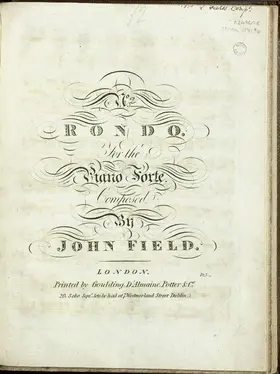 No.
RONDO.
For the
Piano Forte
Composed
By
JOHN FIELD.
LONDON.
Printed by Goulding, D'Almaine, Potter & Co.
20, Soho Sqre. & to be had at 7, Westmorland Street Dublin.